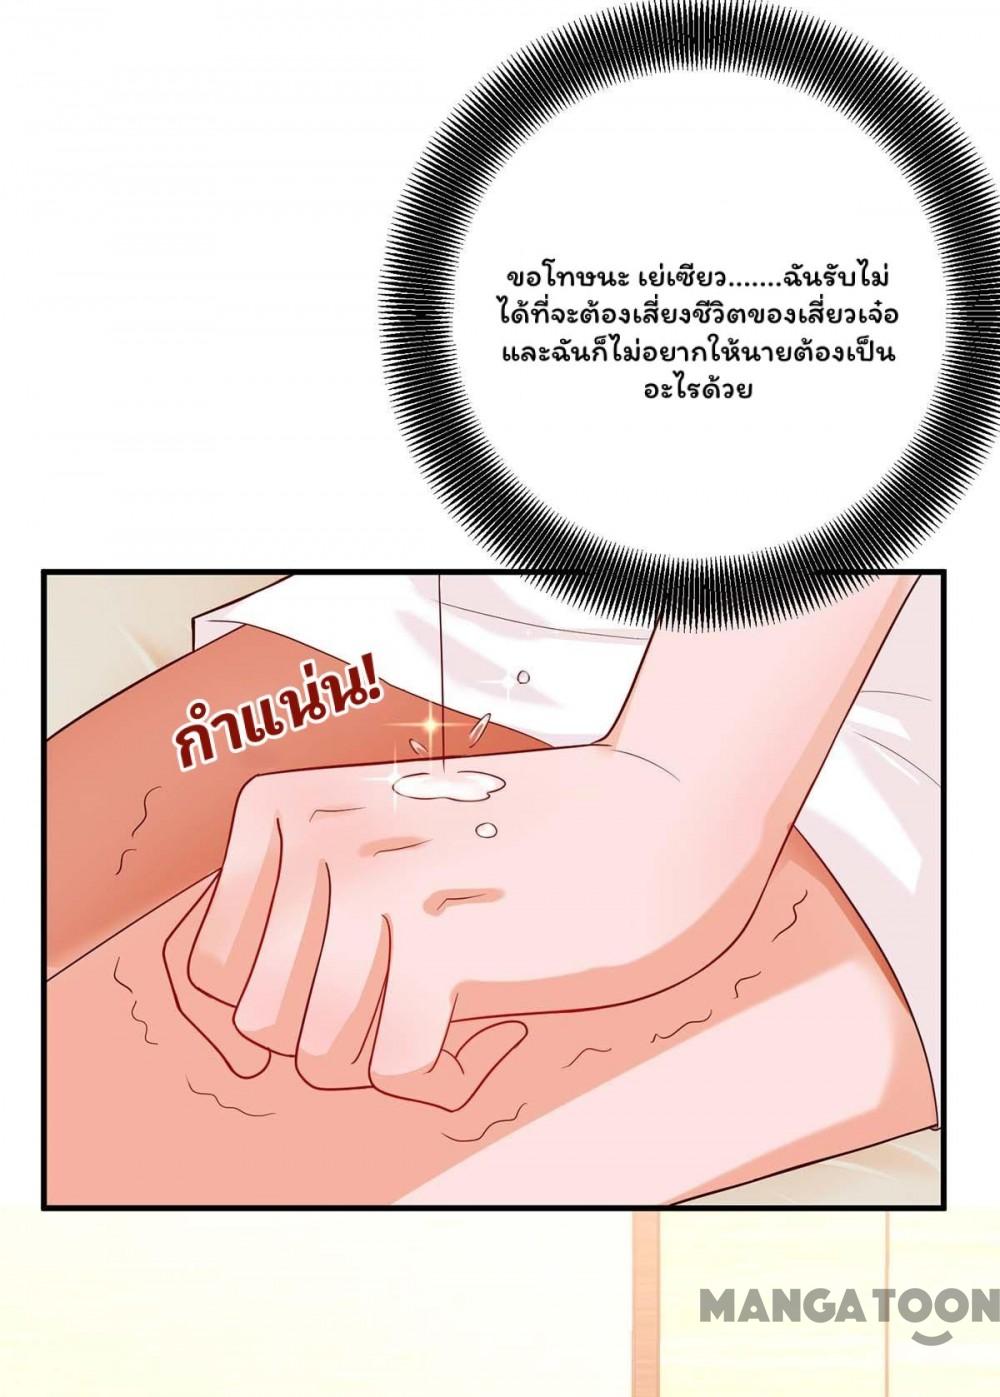 ขอโทษนะ เย่เซียว.......ฉันรับไม่
ได้ที่จะต้องเสี่ยงชีวิตของเสี่ยวเจ๋อ
และฉันก็ไม่อยากให้นายต้องเป็น
อะไรด้วย
กำแน่น!
MANGATOON